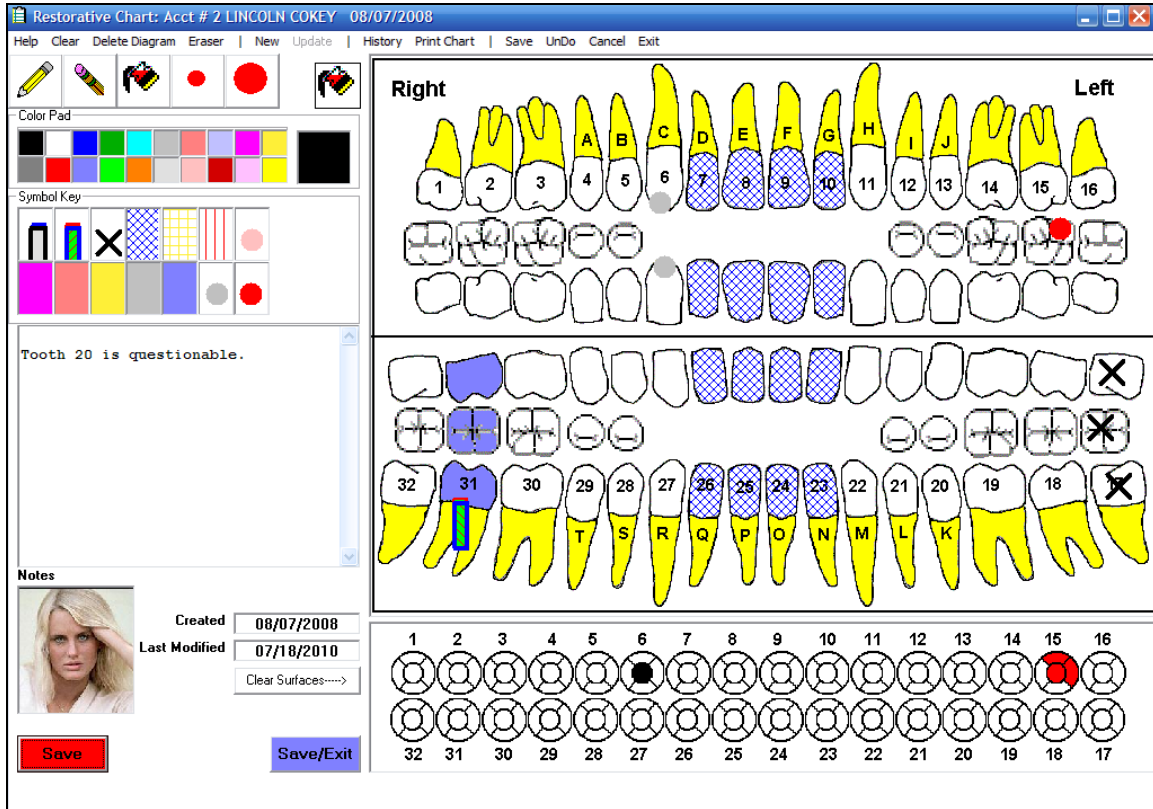 Restorative Chart: Acct # 2 LINCOLN COKEY 08/07/2008
Help Clear Delete Diagram Eraser | New Update | History Print Chart | Save UnDo Cancel Exit
Color Pad
Symbol Key
Tooth 20 is questionable.
Notes
Created 08/07/2008
Last Modified 07/18/2010
Clear Surfaces----->
Save Save/Exit
Right Left
A B C D E F G H I J
1 2 3 4 5 6 7 8 9 10 11 12 13 14 15 16
32 31 30 29 28 27 26 25 24 23 22 21 20 19 18
T S R Q P O N M L K
1 2 3 4 5 6 7 8 9 10 11 12 13 14 15 16
32 31 30 29 28 27 26 25 24 23 22 21 20 19 18 17